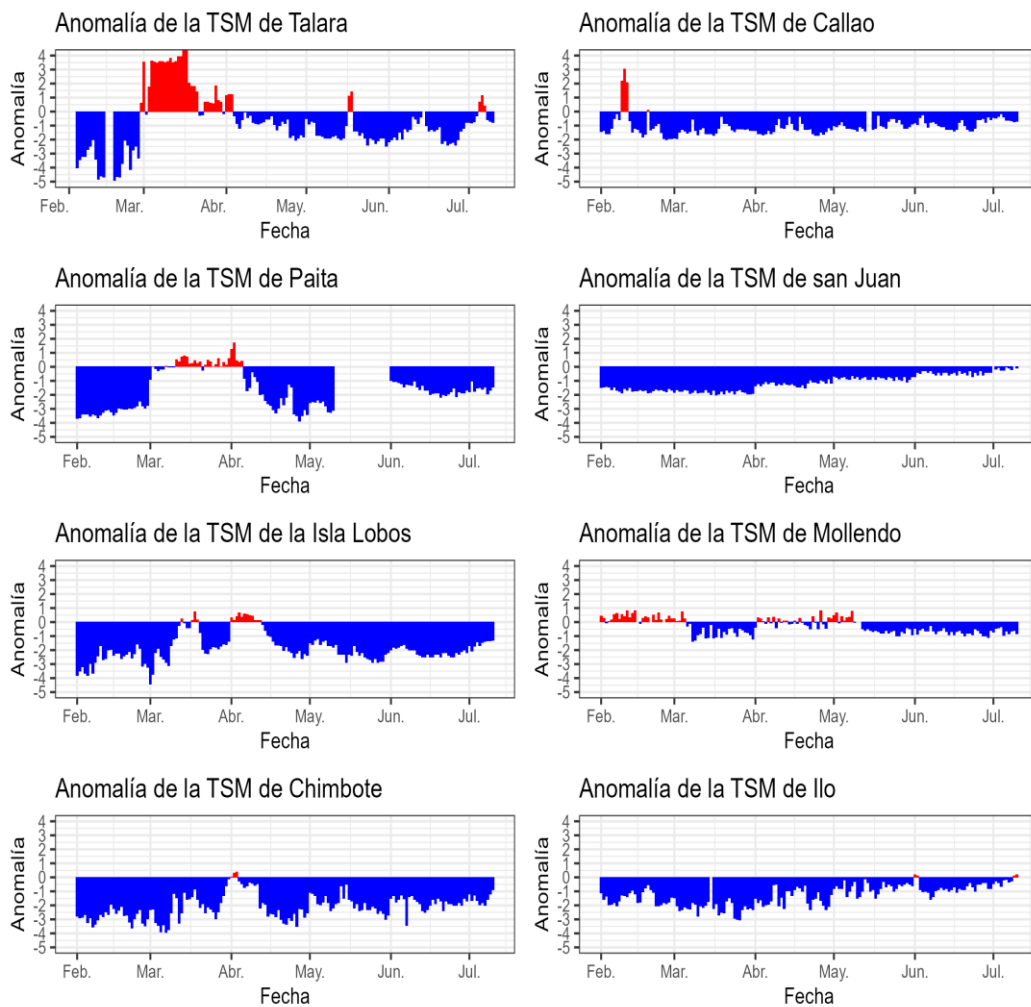 Anomalía de la TSM de Talara
Anomalía
4
3
2
1
0
-1
-2
-3
-4
-5
Feb. Mar. Abr. May. Jun. Jul.
Fecha
Anomalía de la TSM de Callao
Anomalía
4
3
2
1
0
-1
-2
-3
-4
-5
Feb. Mar. Abr. May. Jun. Jul.
Fecha
Anomalía de la TSM de Paita
Anomalía
4
3
2
1
0
-1
-2
-3
-4
-5
Feb. Mar. Abr. May. Jun. Jul.
Fecha
Anomalía de la TSM de san Juan
Anomalía
4
3
2
1
0
-1
-2
-3
-4
-5
Feb. Mar. Abr. May. Jun. Jul.
Fecha
Anomalía de la TSM de la Isla Lobos
Anomalía
4
3
2
1
0
-1
-2
-3
-4
-5
Feb. Mar. Abr. May. Jun. Jul.
Fecha
Anomalía de la TSM de Mollendo
Anomalía
4
3
2
1
0
-1
-2
-3
-4
-5
Feb. Mar. Abr. May. Jun. Jul.
Fecha
Anomalía de la TSM de Chimbote
Anomalía
4
3
2
1
0
-1
-2
-3
-4
-5
Feb. Mar. Abr. May. Jun. Jul.
Fecha
Anomalía de la TSM de Ilo
Anomalía
4
3
2
1
0
-1
-2
-3
-4
-5
Feb. Mar. Abr. May. Jun. Jul.
Fecha